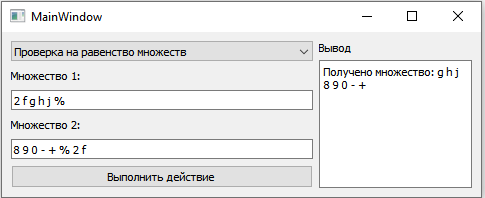 MainWindow
Проверка на равенство множеств
Множество 1:
2 f g h j %
Множество 2:
8 9 0 - + % 2 f
Выполнить действие
Вывод
Получено множество: g h j
8 9 0 - +